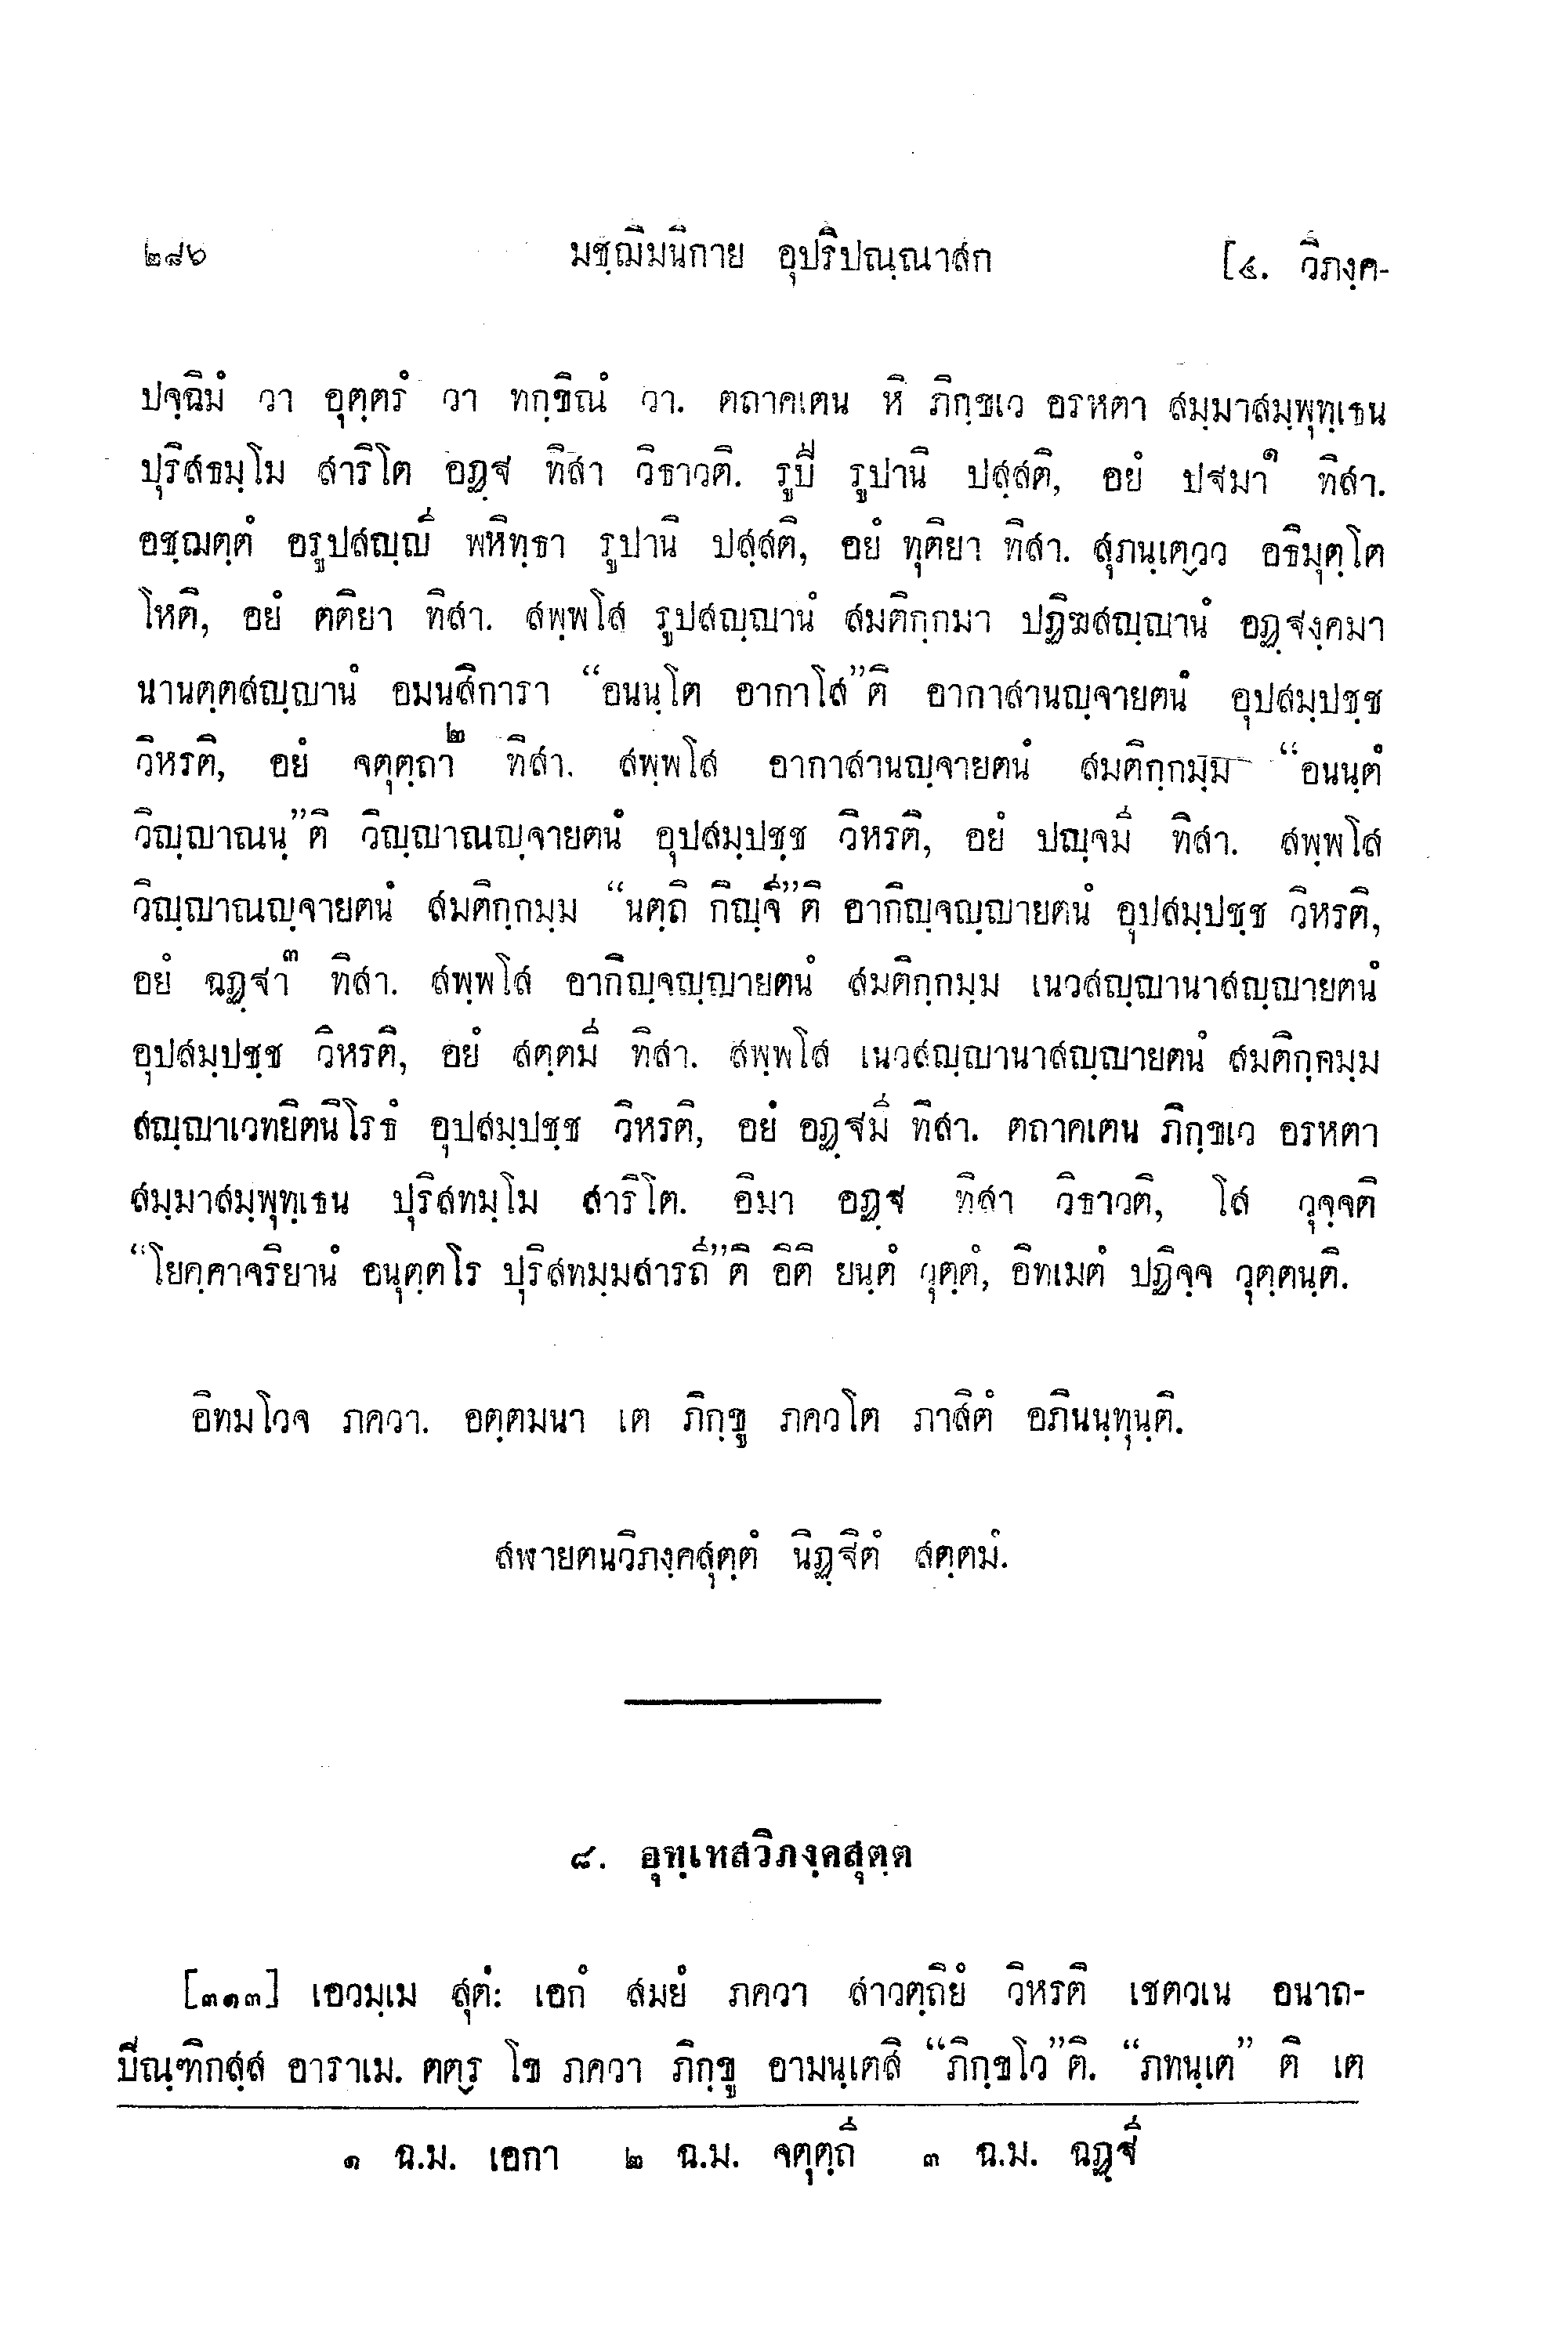 ๒๘๖ มชฺฌิมนิกาย อุปริปณฺณาสก [๔. วิภงฺค-
ปจฺฉิมํ วา อุตฺตรํ วา ทกฺขิณํ วา. ตถาคเตน หิ ภิกฺขเว อรหตา สมฺมาสมฺพุทฺเธน
ปุริสธมฺโม สาริโต อฏฺฐ ทิสา วิธาวติ. รูปี รูปานิ ปสฺสติ, อยํ ปฐมา๑ ทิสา.
อชฺฌตฺตํ อรูปสญฺญี พหิทฺธา รูปานิ ปสฺสติ, อยํ ทุติยา ทิสา. สุภนฺเตฺวว อธิมุตฺโต
โหติ, อยํ ตติยา ทิสา. สพฺพโส รูปสญฺญานํ สมติกฺกมา ปฏิฆสญฺญานํ อฏฺฐงฺคมา
นานตฺตสญฺญานํ อมนสิการา “อนนฺโต อากาโส”ติ อากาสานญฺจายตนํ อุปสมฺปชฺช
วิหรติ, อยํ จตุตฺถา๒ ทิสา. สพฺพโส อากาสานญฺจายตนํ สมติกฺกมฺม “อนนฺตํ
วิญฺญาณนฺ”ติ วิญฺญาณญฺจายตนํ อุปสมฺปชฺช วิหรติ, อยํ ปญฺจมี ทิสา. สพฺพโส
วิญฺญาณญฺจายตนํ สมติกฺกมฺม “นตฺถิ กิญฺจี”ติ อากิญฺจญฺญายตนํ อุปสมฺปชฺช วิหรติ,
อยํ ฉฏฺฐา๓ ทิสา. สพฺพโส อากิญฺจญฺญายตนํ สมติกฺกมฺม เนวสญฺญานาสญฺญายตนํ
อุปสมฺปชฺช วิหรติ, อยํ สตฺตมี ทิสา. สพฺพโส เนวสญฺญานาสญฺญายตนํ สมติกฺคมฺม
สญฺญาเวทยิตนิโรธํ อุปสมฺปชฺช วิหรติ, อยํ อฏฺฐมี ทิสา. ตถาคเตน ภิกฺขเว อรหตา
สมฺมาสมฺพุทฺเธน ปุริสทมฺโม สาริโต. อิมา อฏฺฐ ทิสา วิธาวติ, โส วุจฺจติ
“โยคฺคาจริยานํ อนุตฺตโร ปุริสทมฺมสารถี”ติ อิติ ยนฺตํ วุตฺตํ, อิทเมตํ ปฏิจฺจ วุตฺตนฺติ.
อิทมโวจ ภควา. อตฺตมนา เต ภิกฺขู ภควโต ภาสิตํ อภินนฺทุนฺติ.
สฬายตนวิภงฺคสุตฺตํ นิฏฺฐิตํ สตฺตมํ.
๘. อุทฺเทสวิภงฺคสุตฺต
[๓๑๓] เอวมฺเม สุตํ: เอกํ สมยํ ภควา สาวตฺถิยํ วิหรติ เชตวเน อนาถ-
ปิณฺฑิกสฺส อาราเม. ตตฺร โข ภควา ภิกฺขู อามนฺเตสิ “ภิกฺขโว”ติ. “ภทนฺเต” ติ เต
๑ ฉ.ม. เอกา ๒ ฉ.ม. จตุตฺถี ๓ ฉ.ม. ฉฏฺฐี